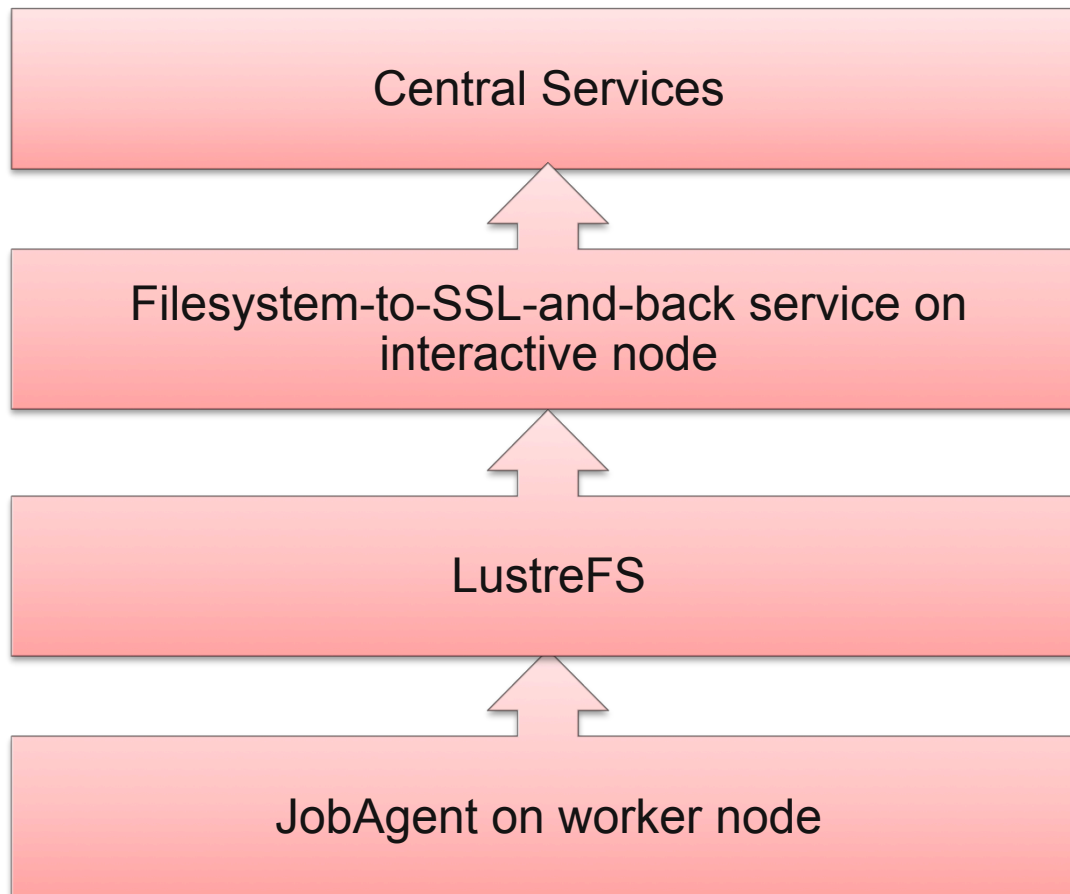 Central Services
Filesystem-to-SSL-and-back service on
interactive node
LustreFS
JobAgent on worker node